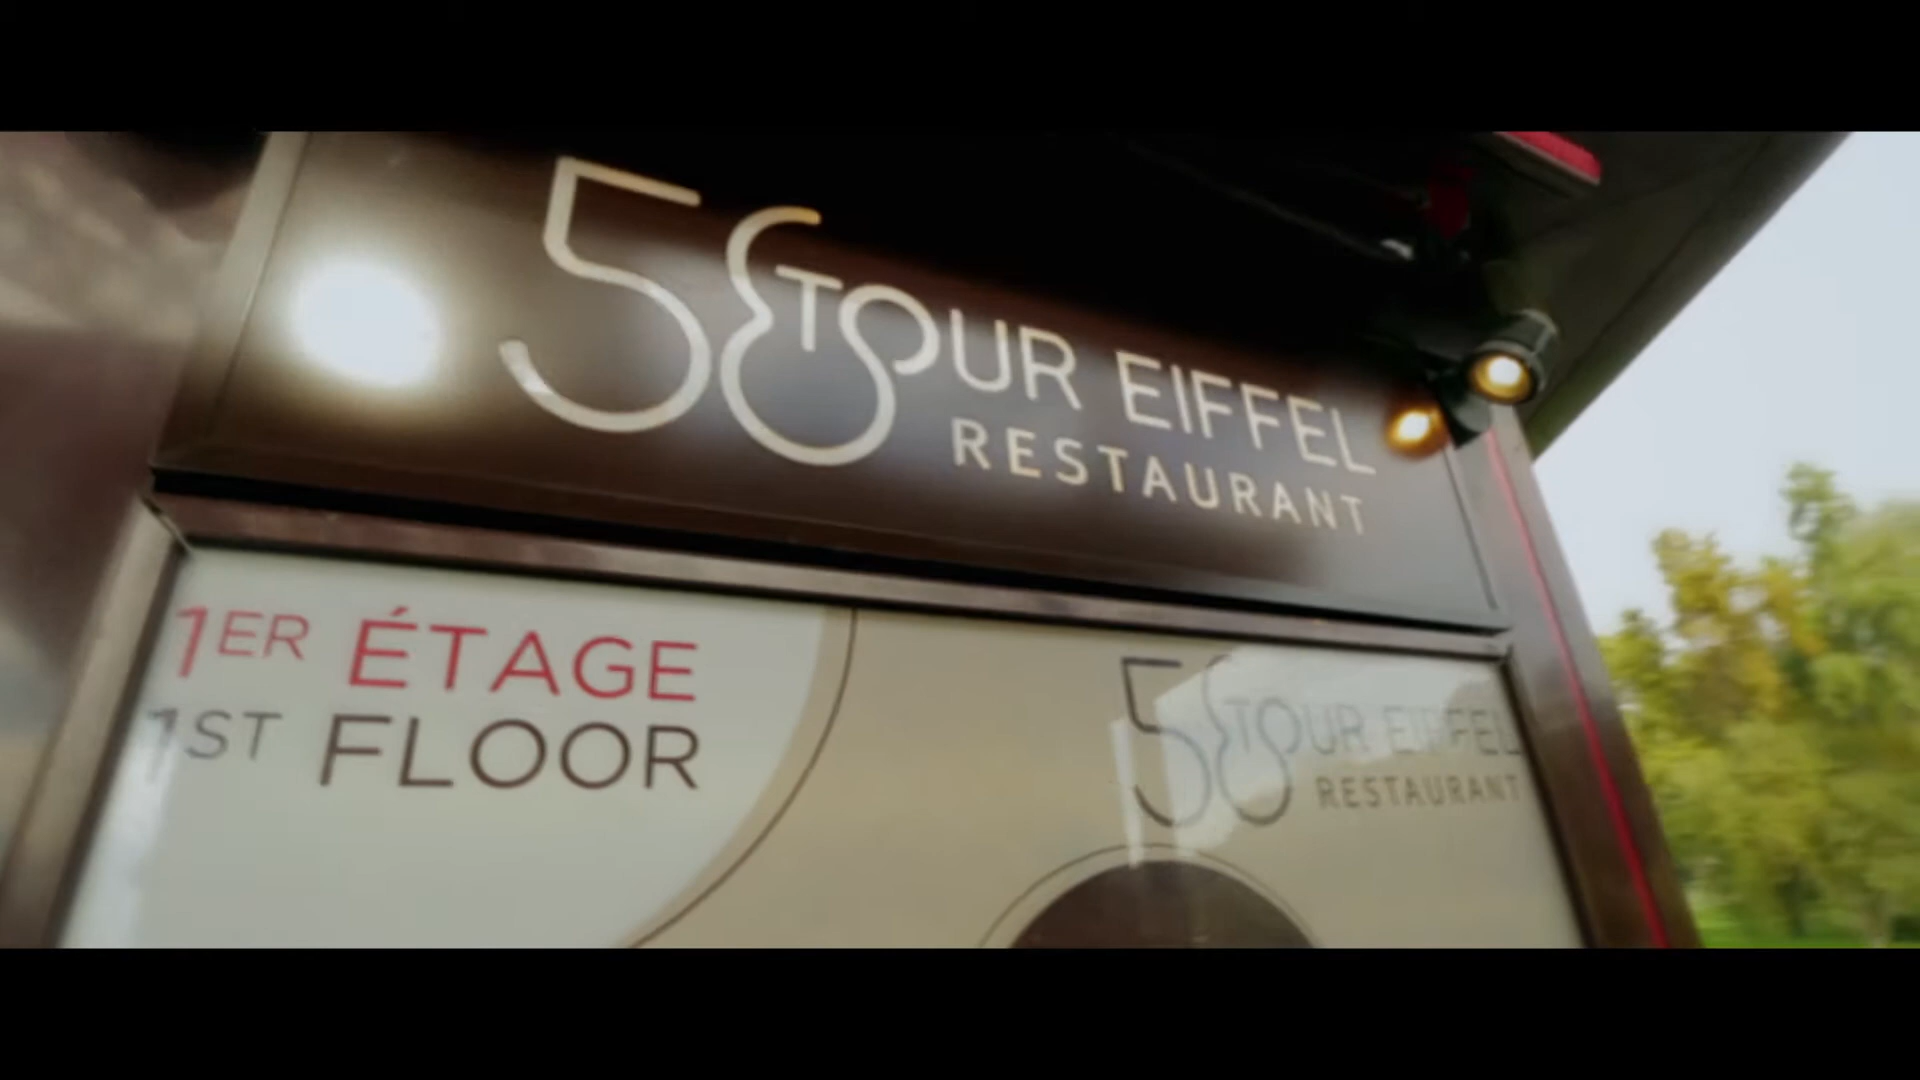 58 TOUR EIFFEL
RESTAURANT
1ER ÉTAGE
1ST FLOOR
58 TOUR EIFFEL
RESTAURANT